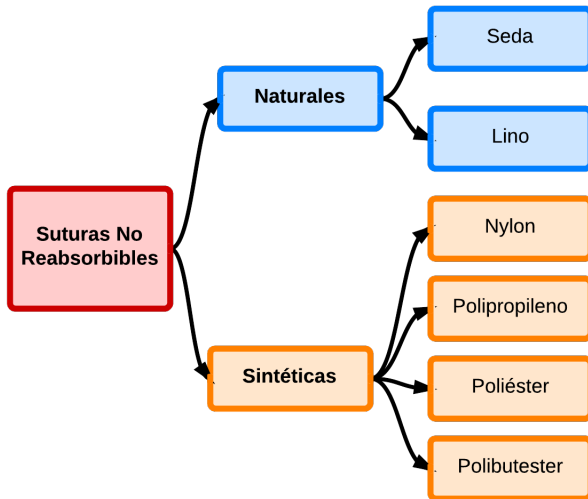 Seda
Naturales
Lino
Suturas No
Reabsorbibles
Nylon
Polipropileno
Sintéticas
Poliéster
Polibutester